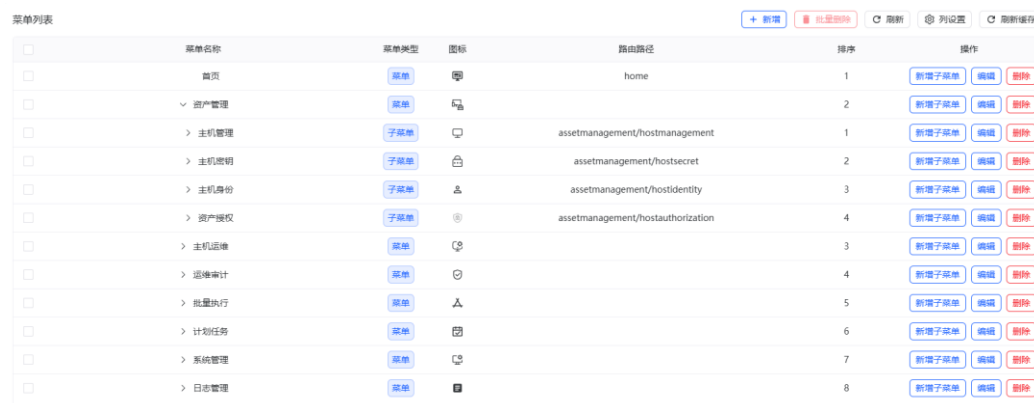 菜单列表 新增 批量删除 刷新 列设置 刷新缓存
菜单名称 菜单类型 图标 路由路径 排序 操作
首页 菜单 home 1 新增子菜单 编辑 删除
资产管理 菜单 2 新增子菜单 编辑 删除
主机管理 子菜单 assetmanagement/hostmanagement 1 新增子菜单 编辑 删除
主机密钥 子菜单 assetmanagement/hostsecret 2 新增子菜单 编辑 删除
主机身份 子菜单 assetmanagement/hostidentity 3 新增子菜单 编辑 删除
资产授权 子菜单 assetmanagement/hostauthorization 4 新增子菜单 编辑 删除
主机运维 菜单 3 新增子菜单 编辑 删除
运维审计 菜单 4 新增子菜单 编辑 删除
批量执行 菜单 5 新增子菜单 编辑 删除
计划任务 菜单 6 新增子菜单 编辑 删除
系统管理 菜单 7 新增子菜单 编辑 删除
日志管理 菜单 8 新增子菜单 编辑 删除